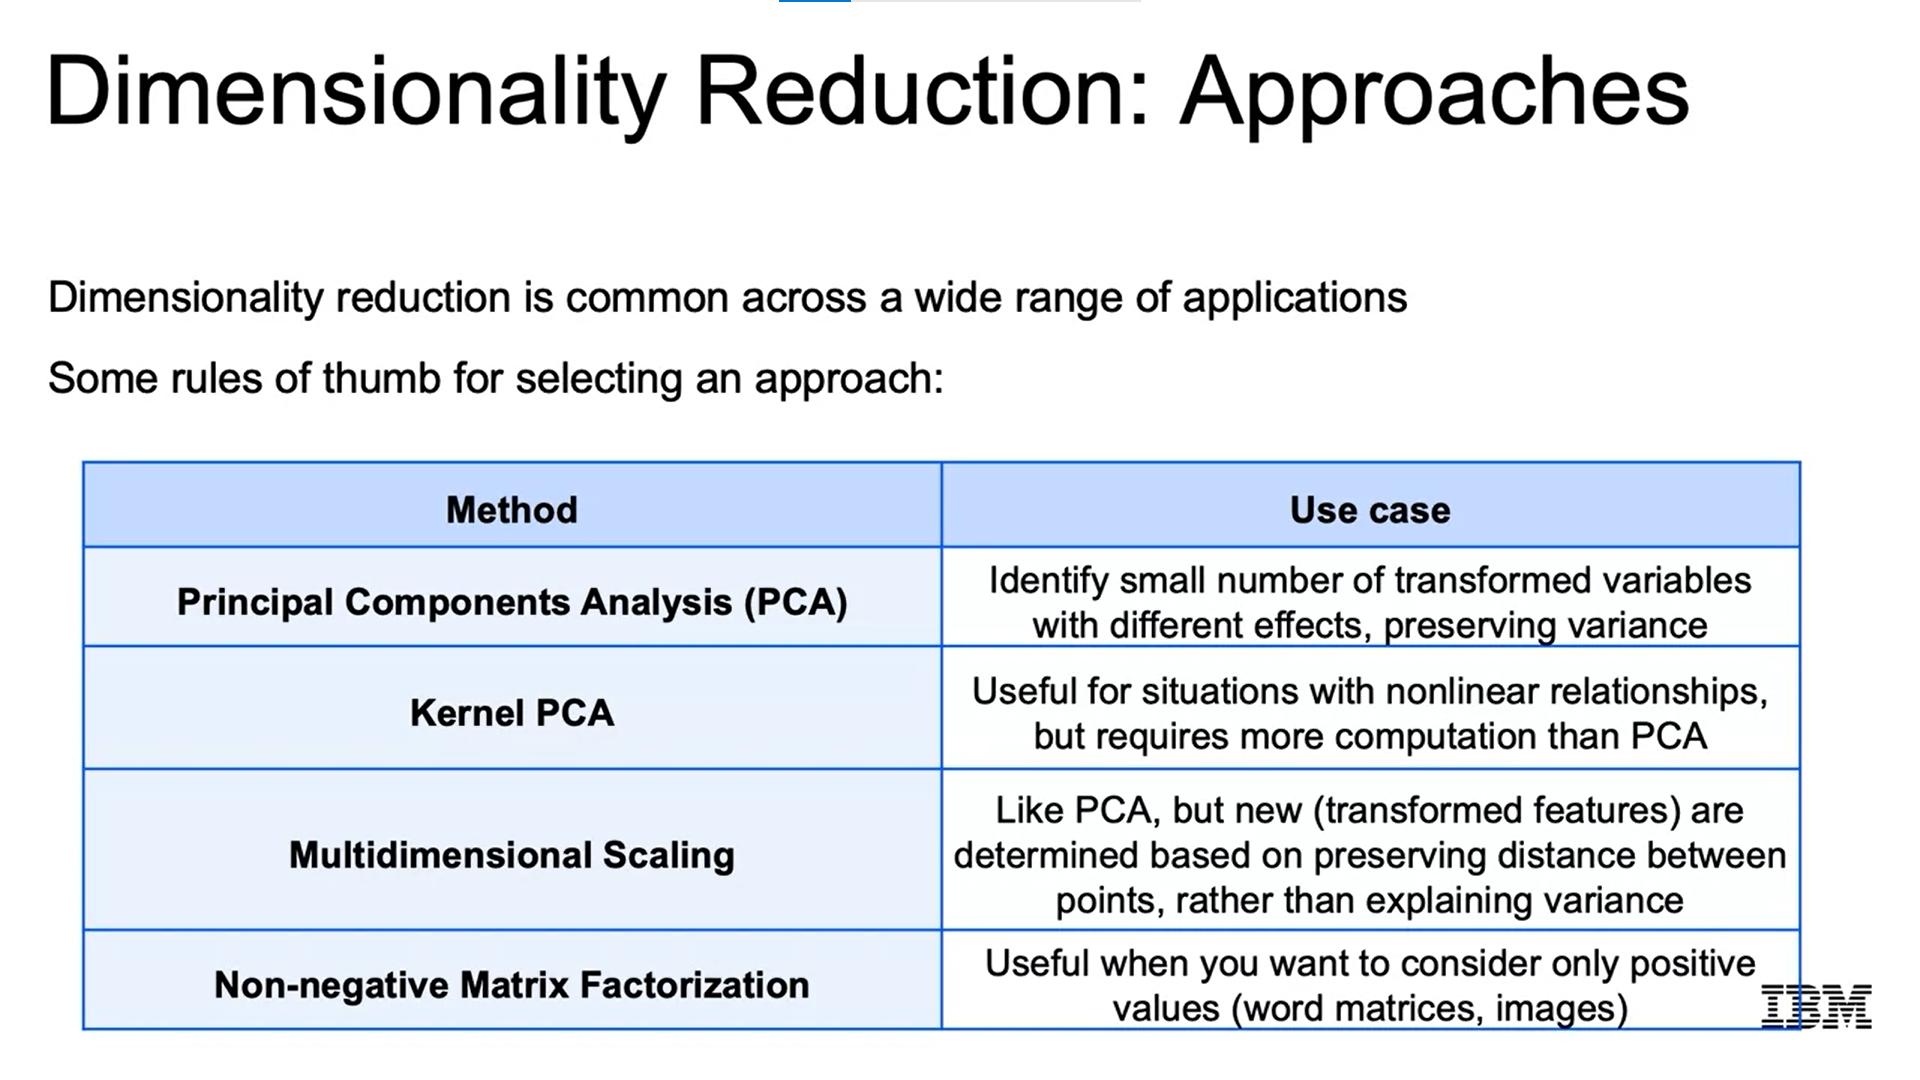 Dimensionality Reduction: Approaches
Dimensionality reduction is common across a wide range of applications
Some rules of thumb for selecting an approach:
Method
Use case
Principal Components Analysis (PCA)
Identify small number of transformed variables
with different effects, preserving variance
Kernel PCA
Useful for situations with nonlinear relationships,
but requires more computation than PCA
Multidimensional Scaling
Like PCA, but new (transformed features) are
determined based on preserving distance between
points, rather than explaining variance
Non-negative Matrix Factorization
Useful when you want to consider only positive
values (word matrices, images)
IBM